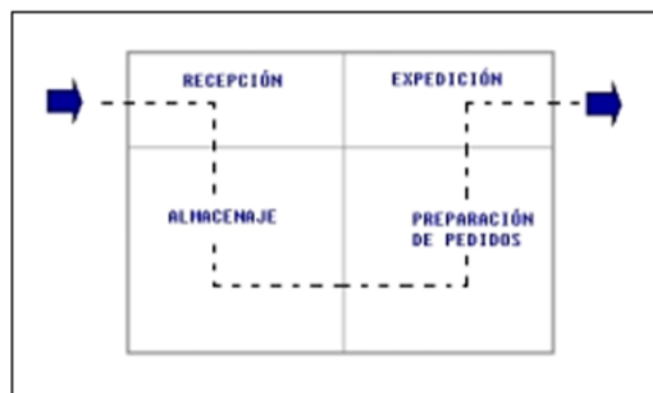 RECEPCIÓN
EXPEDICIÓN
ALMACENAJE
PREPARACIÓN
DE PEDIDOS